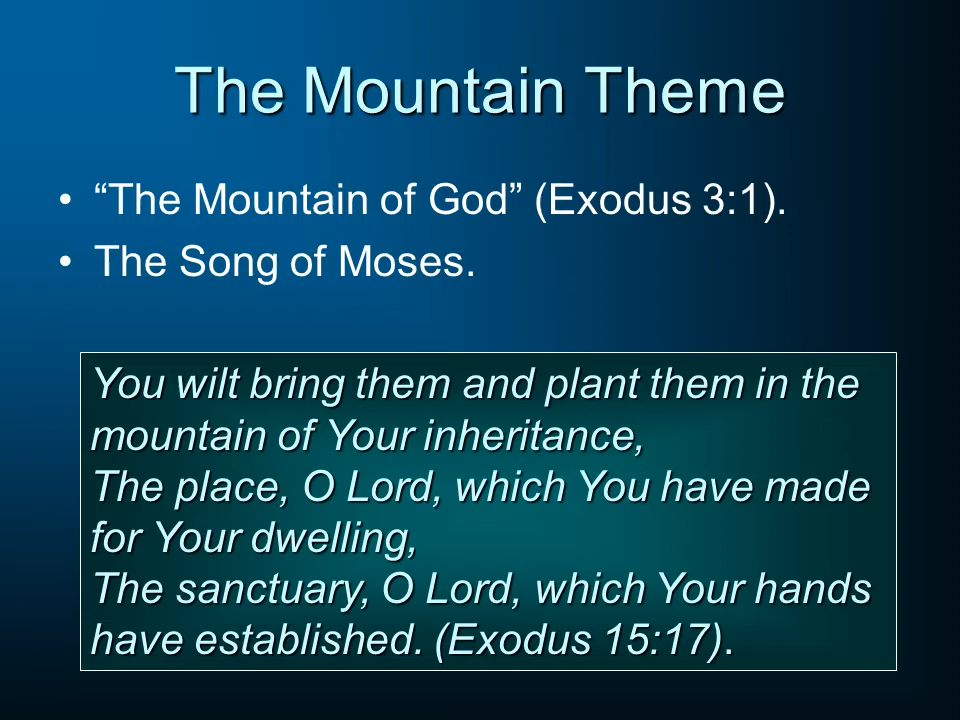 The Mountain Theme
• “The Mountain of God” (Exodus 3:1).
• The Song of Moses.
You wilt bring them and plant them in the
mountain of Your inheritance,
The place, O Lord, which You have made
for Your dwelling,
The sanctuary, O Lord, which Your hands
have established. (Exodus 15:17).